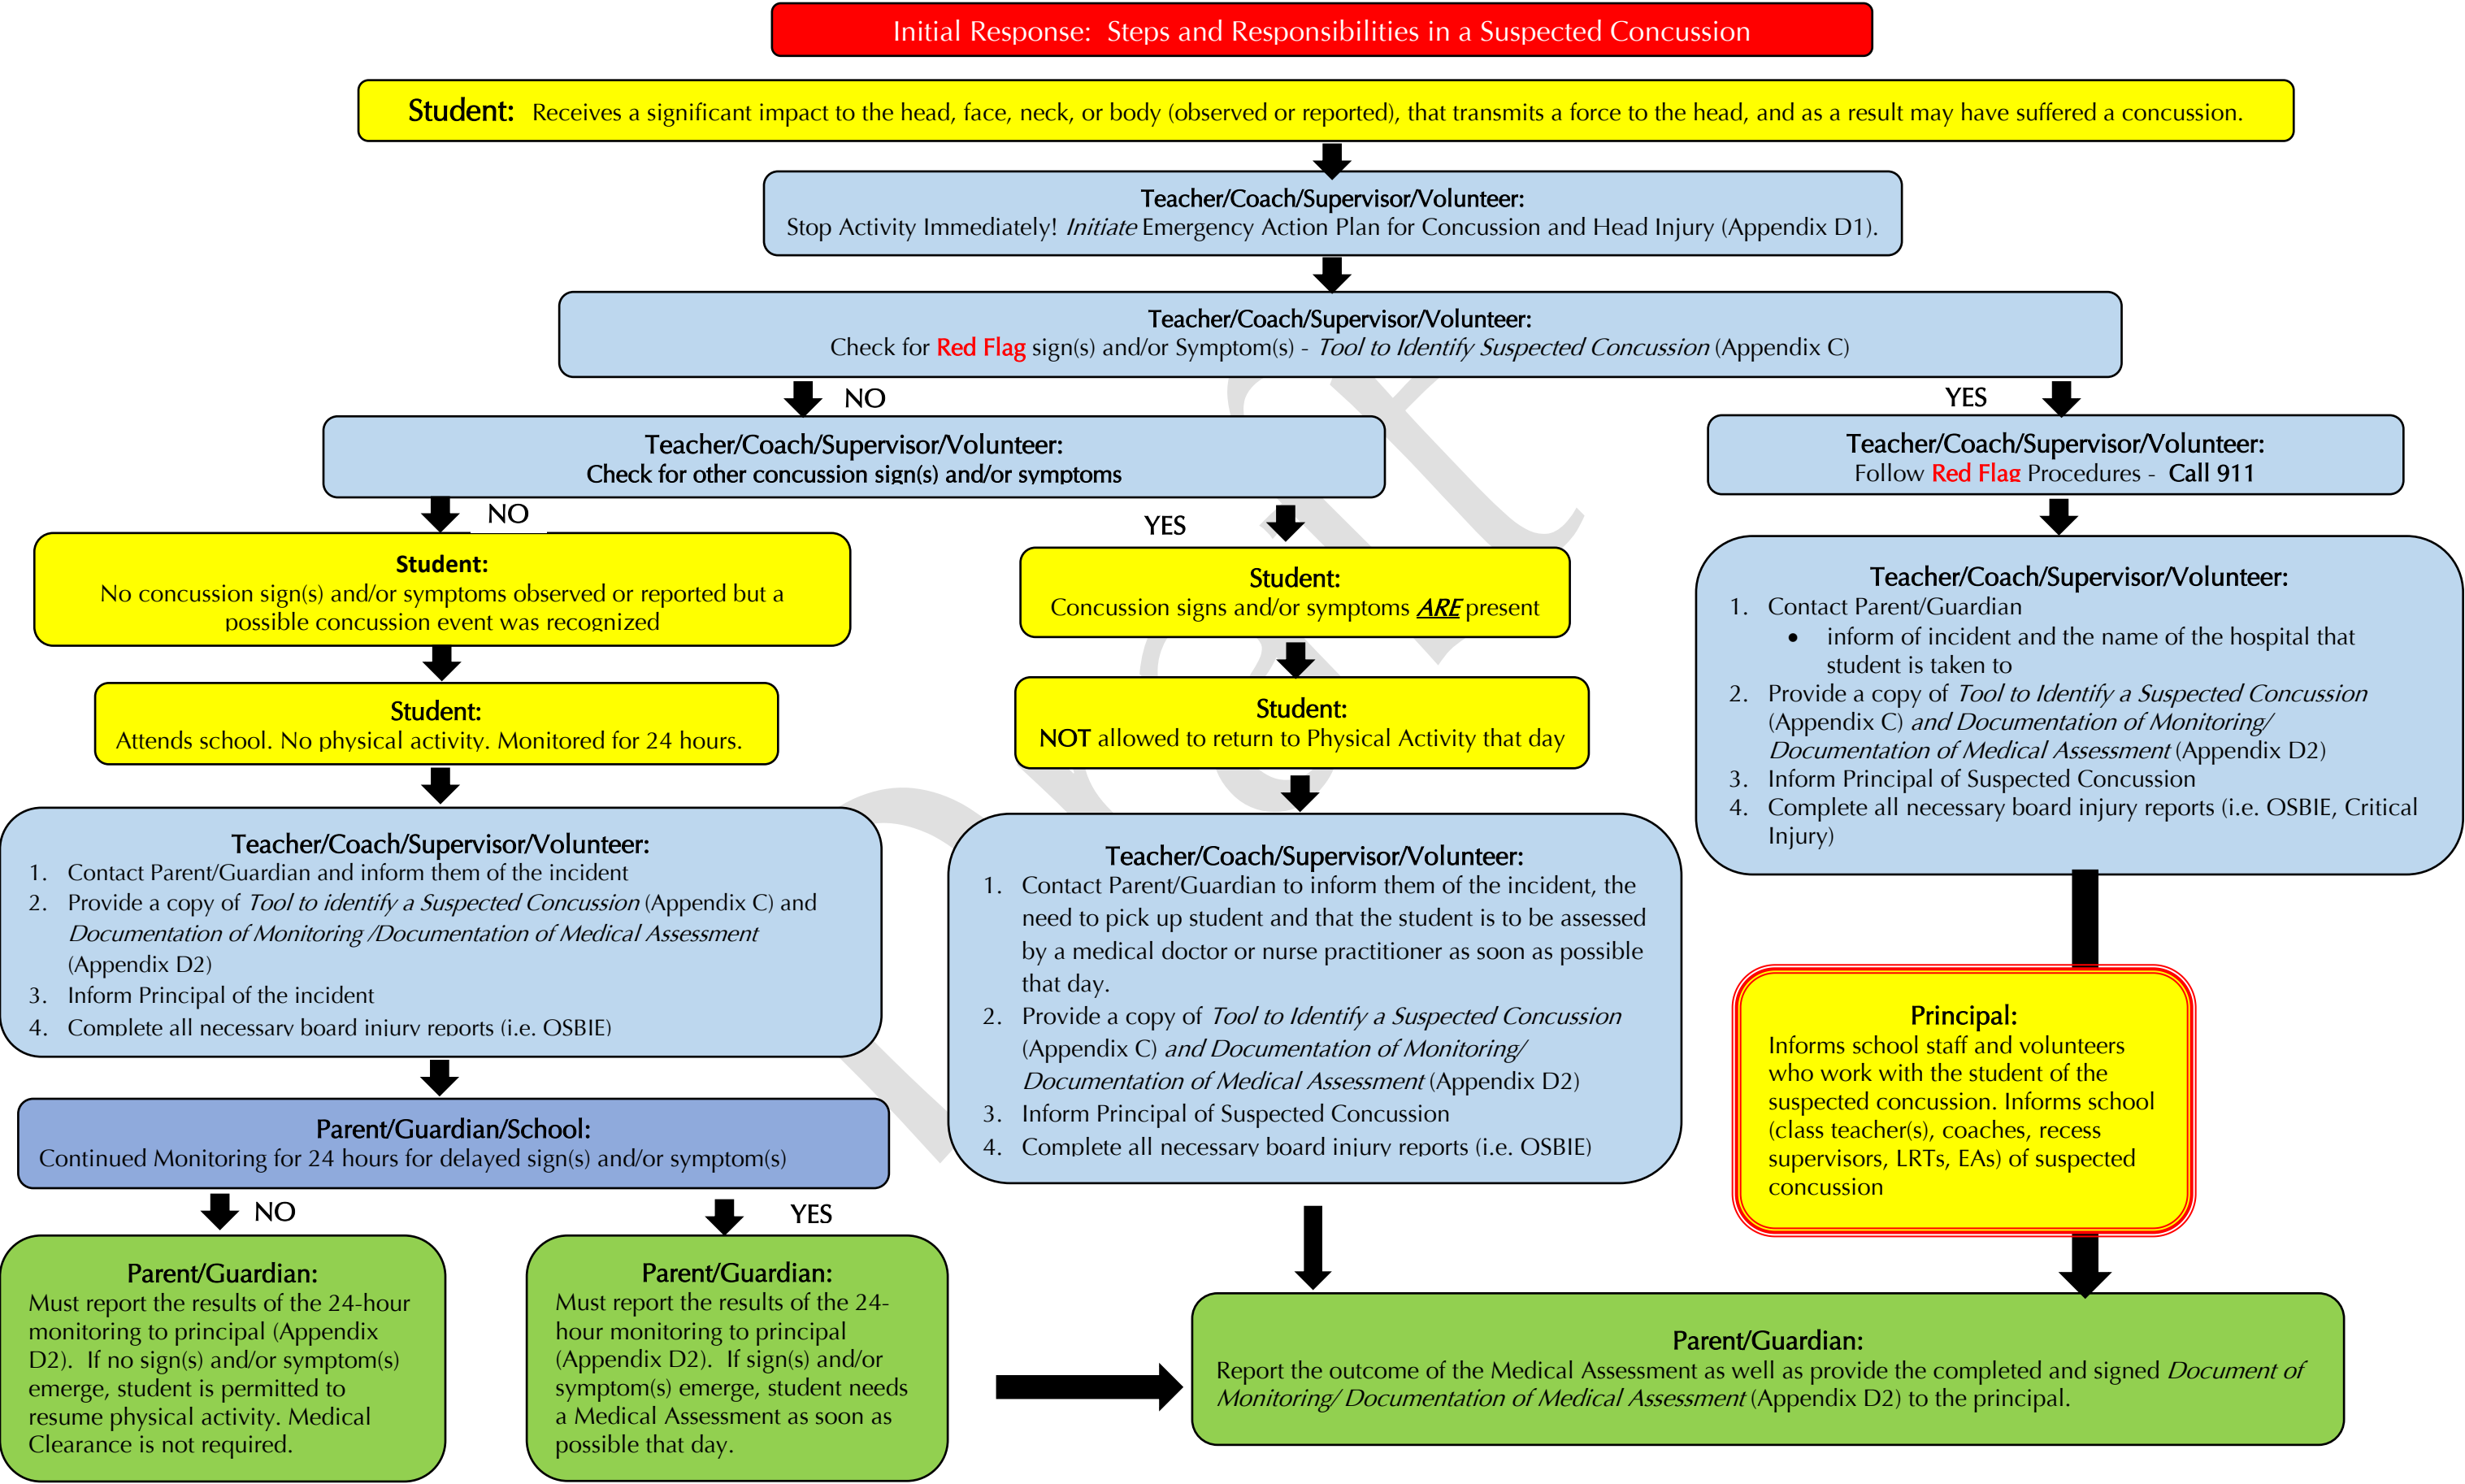 Initial Response: Steps and Responsibilities in a Suspected Concussion
Student: Receives a significant impact to the head, face, neck, or body (observed or reported), that transmits a force to the head, and as a result may have suffered a concussion.
Teacher/Coach/Supervisor/Volunteer:
Stop Activity Immediately! Initiate Emergency Action Plan for Concussion and Head Injury (Appendix D1).
Teacher/Coach/Supervisor/Volunteer:
Check for Red Flag sign(s) and/or Symptom(s) - Tool to Identify Suspected Concussion (Appendix C)
NO
YES
Teacher/Coach/Supervisor/Volunteer:
Check for other concussion sign(s) and/or symptoms
Teacher/Coach/Supervisor/Volunteer:
Follow Red Flag Procedures - Call 911
NO
YES
Student:
No concussion sign(s) and/or symptoms observed or reported but a
possible concussion event was recognized
Student:
Attends school. No physical activity. Monitored for 24 hours.
Teacher/Coach/Supervisor/Volunteer:
1. Contact Parent/Guardian and inform them of the incident
2. Provide a copy of Tool to identify a Suspected Concussion (Appendix C) and
Documentation of Monitoring /Documentation of Medical Assessment
(Appendix D2)
3. Inform Principal of the incident
4. Complete all necessary board injury reports (i.e. OSBIE)
Parent/Guardian/School:
Continued Monitoring for 24 hours for delayed sign(s) and/or symptom(s)
NO
YES
Parent/Guardian:
Must report the results of the 24-hour
monitoring to principal (Appendix
D2). If no sign(s) and/or symptom(s)
emerge, student is permitted to
resume physical activity. Medical
Clearance is not required.
Parent/Guardian:
Must report the results of the 24-
hour monitoring to principal
(Appendix D2). If sign(s) and/or
symptom(s) emerge, student needs
a Medical Assessment as soon as
possible that day.
Student:
Concussion signs and/or symptoms ARE present
Student:
NOT allowed to return to Physical Activity that day
Teacher/Coach/Supervisor/Volunteer:
1. Contact Parent/Guardian to inform them of the incident, the
need to pick up student and that the student is to be assessed
by a medical doctor or nurse practitioner as soon as possible
that day.
2. Provide a copy of Tool to Identify a Suspected Concussion
(Appendix C) and Documentation of Monitoring/
Documentation of Medical Assessment (Appendix D2)
3. Inform Principal of Suspected Concussion
4. Complete all necessary board injury reports (i.e. OSBIE)
Teacher/Coach/Supervisor/Volunteer:
1. Contact Parent/Guardian
• inform of incident and the name of the hospital that
student is taken to
2. Provide a copy of Tool to Identify a Suspected Concussion
(Appendix C) and Documentation of Monitoring/
Documentation of Medical Assessment (Appendix D2)
3. Inform Principal of Suspected Concussion
4. Complete all necessary board injury reports (i.e. OSBIE, Critical
Injury)
Principal:
Informs school staff and volunteers
who work with the student of the
suspected concussion. Informs school
(class teacher(s), coaches, recess
supervisors, LRTs, EAs) of suspected
concussion
Parent/Guardian:
Report the outcome of the Medical Assessment as well as provide the completed and signed Document of
Monitoring/ Documentation of Medical Assessment (Appendix D2) to the principal.
Draft